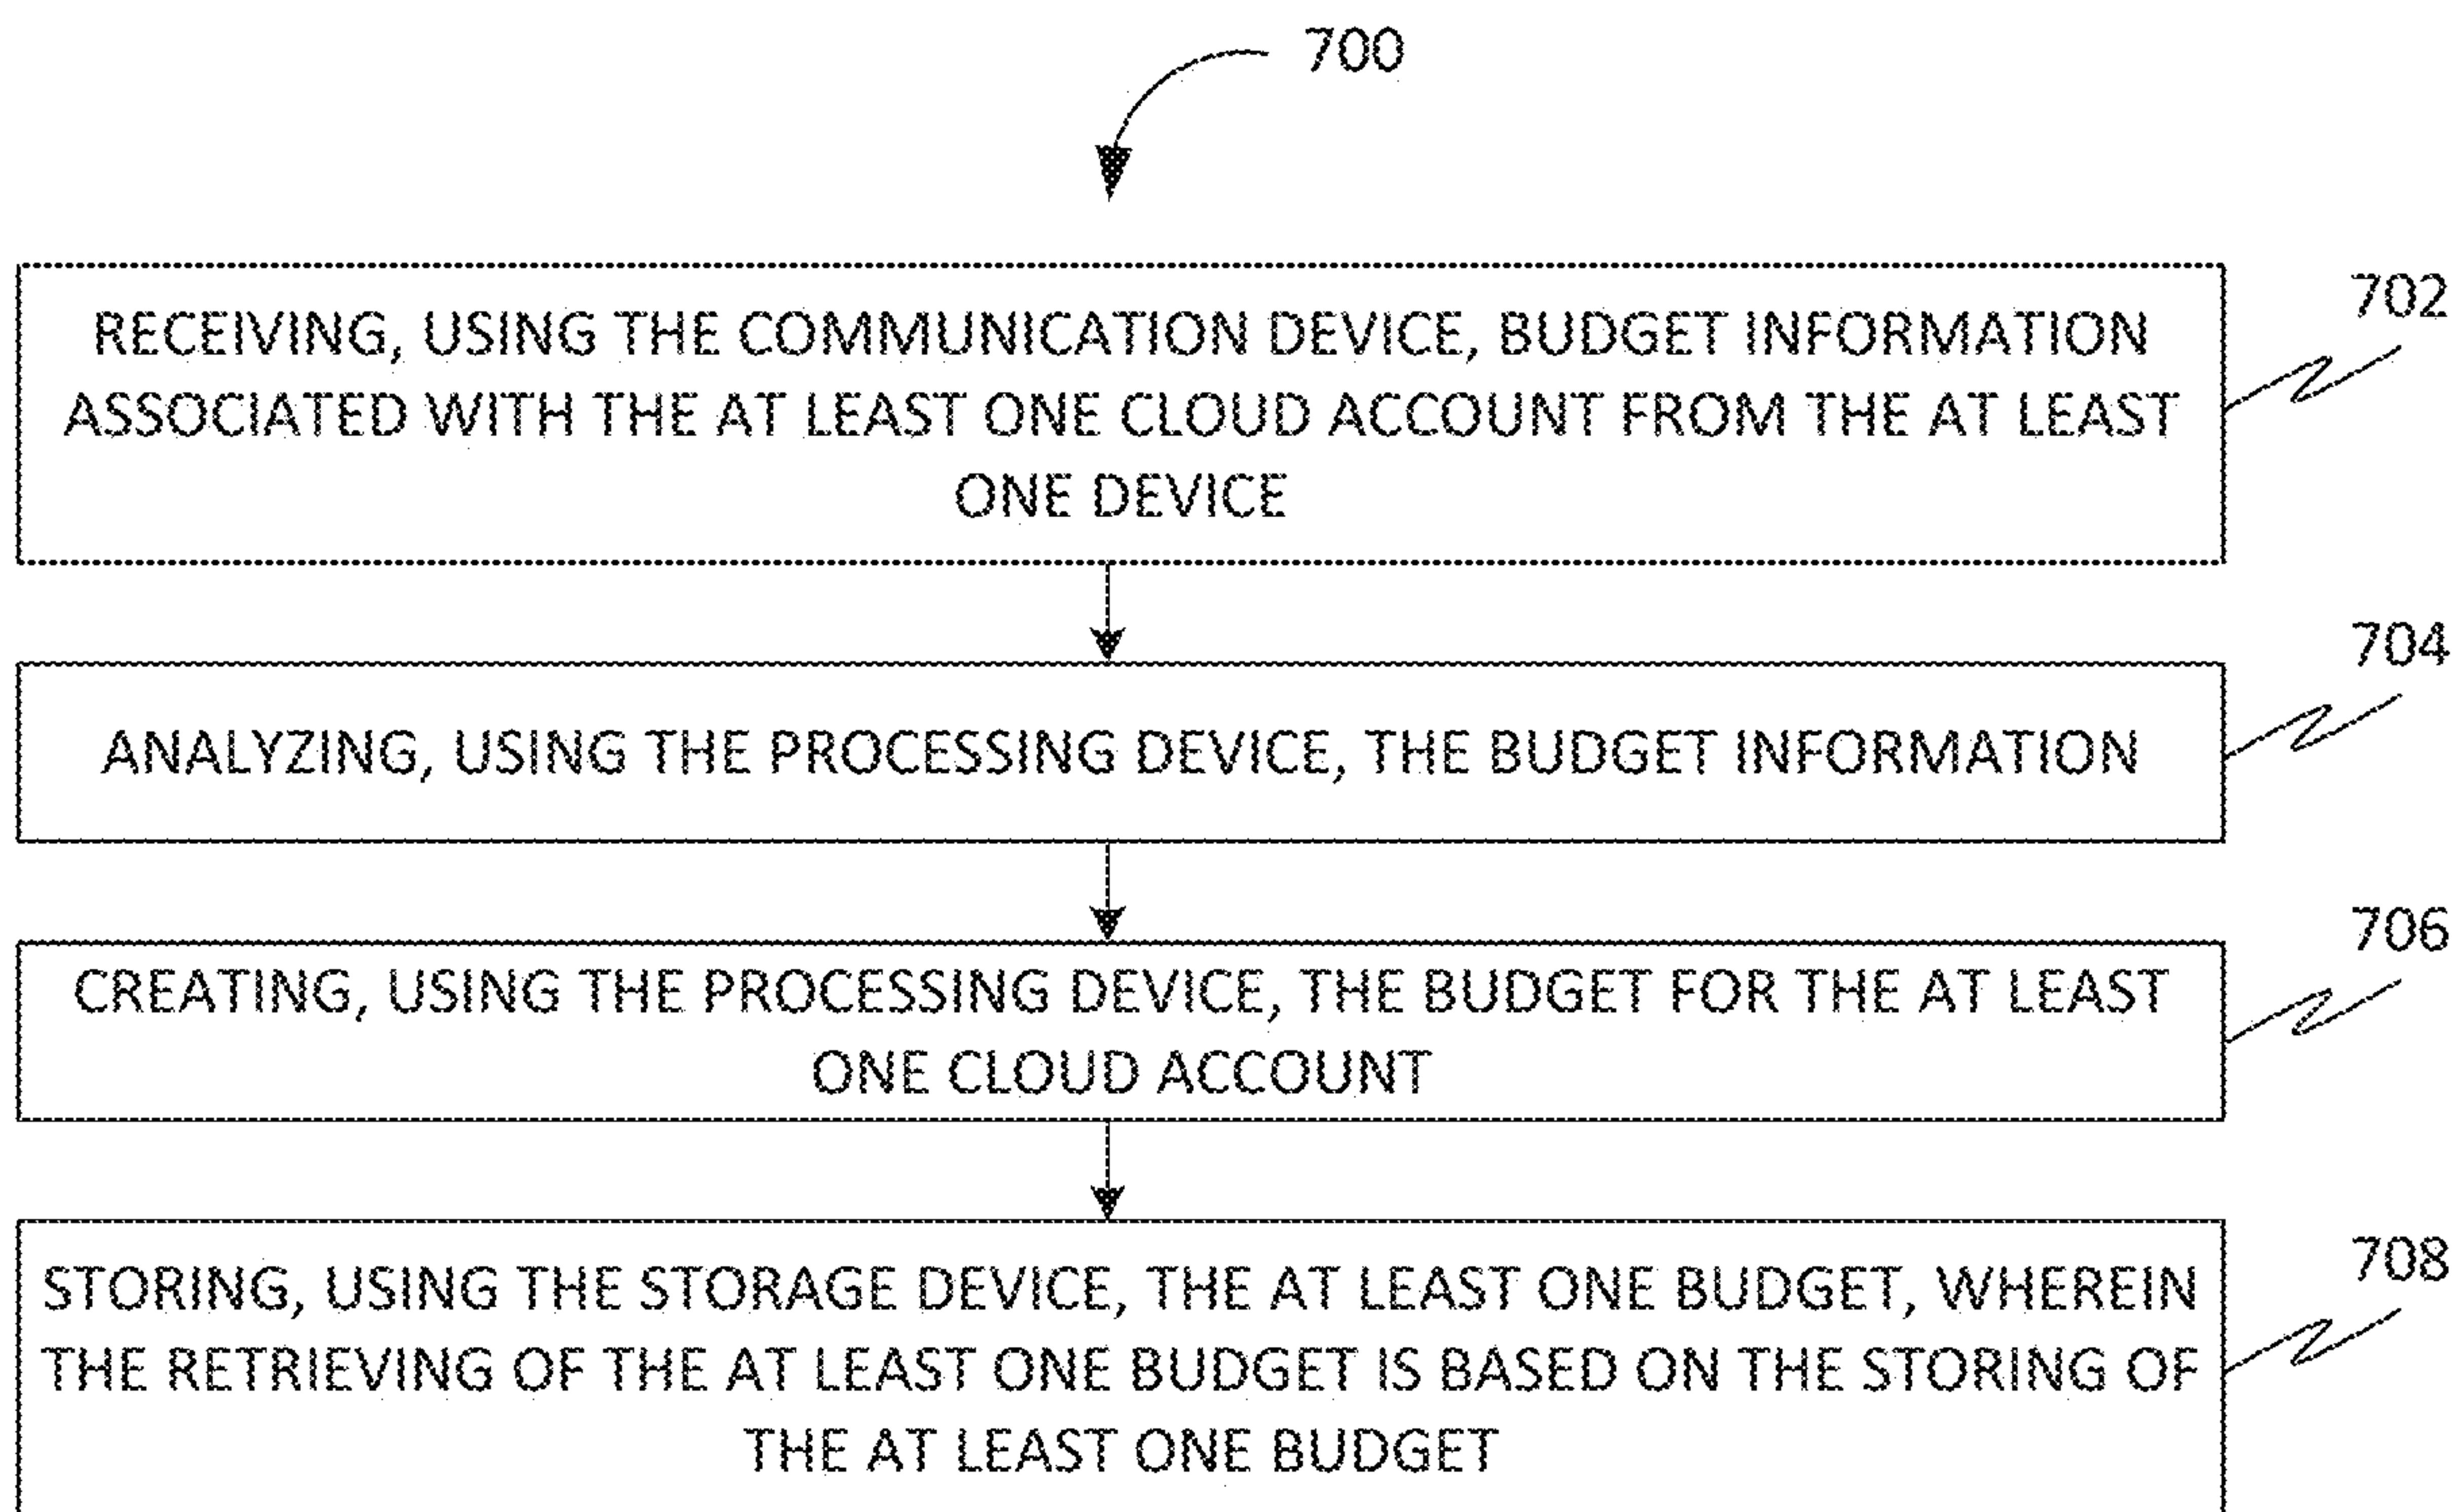 700
702
RECEIVING, USING THE COMMUNICATION DEVICE, BUDGET INFORMATION
ASSOCIATED WITH THE AT LEAST ONE CLOUD ACCOUNT FROM THE AT LEAST
ONE DEVICE
704
ANALYZING, USING THE PROCESSING DEVICE, THE BUDGET INFORMATION
706
CREATING, USING THE PROCESSING DEVICE, THE BUDGET FOR THE AT LEAST
ONE CLOUD ACCOUNT
708
STORING, USING THE STORAGE DEVICE, THE AT LEAST ONE BUDGET, WHEREIN
THE RETRIEVING OF THE AT LEAST ONE BUDGET IS BASED ON THE STORING OF
THE AT LEAST ONE BUDGET